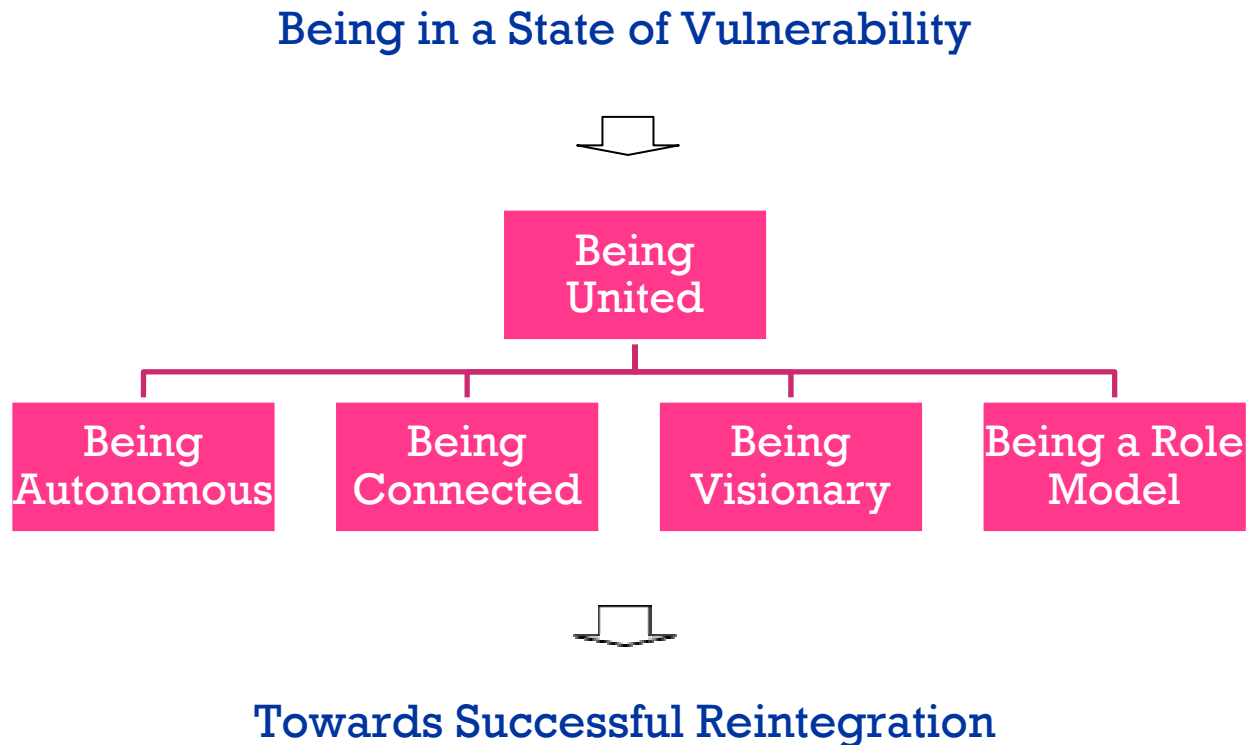 Being in a State of Vulnerability
Being
United
Being
Autonomous
Being
Connected
Being
Visionary
Being a Role
Model
Towards Successful Reintegration